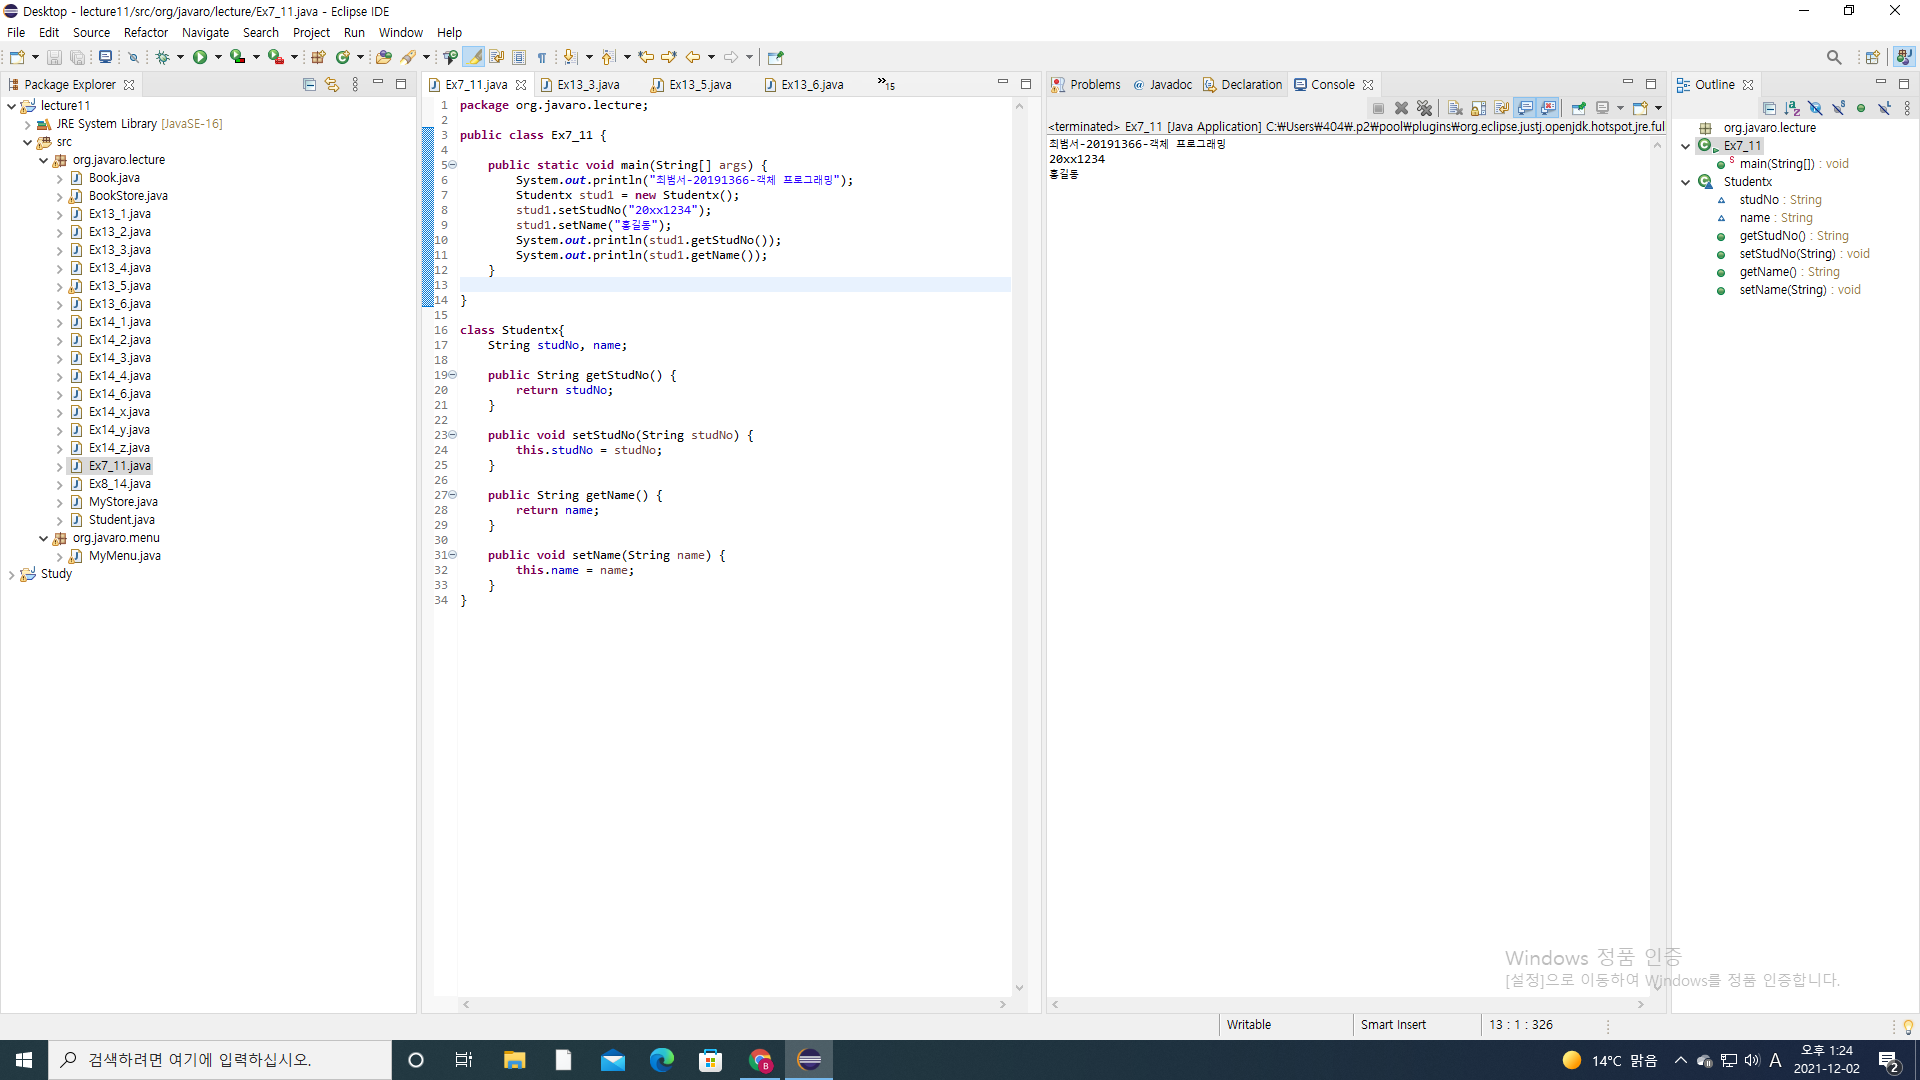 Desktop - lecture11/src/org/javaro/lecture/Ex7_11.java - Eclipse IDE
File Edit Source Refactor Navigate Search Project Run Window Help
Package Explorer
lecture11
JRE System Library [JavaSE-16]
src
org.javaro.lecture
Book.java
BookStore.java
Ex13_1.java
Ex13_2.java
Ex13_3.java
Ex13_4.java
Ex13_5.java
Ex13_6.java
Ex14_1.java
Ex14_2.java
Ex14_3.java
Ex14_4.java
Ex14_6.java
Ex14_x.java
Ex14_y.java
Ex14_z.java
Ex7_11.java
Ex8_14.java
MyStore.java
Student.java
org.javaro.menu
MyMenu.java
Study
Ex7_11.java Ex13_3.java Ex13_5.java Ex13_6.java »15
1 package org.javaro.lecture;
2
3 public class Ex7_11 {
4
5 public static void main(String[] args) {
6 System.out.println("최범서-20191366-객체 프로그래밍");
7 Studentx stud1 = new Studentx();
8 stud1.setStudNo("20xx1234");
9 stud1.setName("홍길동");
10 System.out.println(stud1.getStudNo());
11 System.out.println(stud1.getName());
12 }
13
14 }
15
16 class Studentx{
17 String studNo, name;
18
19 public String getStudNo() {
20 return studNo;
21 }
22
23 public void setStudNo(String studNo) {
24 this.studNo = studNo;
25 }
26
27 public String getName() {
28 return name;
29 }
30
31 public void setName(String name) {
32 this.name = name;
33 }
34 }
Problems @ Javadoc Declaration Console
<terminated> Ex7_11 [Java Application] C:₩Users₩404₩.p2₩pool₩plugins₩org.eclipse.justj.openjdk.hotspot.jre.full
최범서-20191366-객체 프로그래밍
20xx1234
홍길동
Outline
org.javaro.lecture
Ex7_11
main(String[]) : void
Studentx
studNo : String
name : String
getStudNo() : String
setStudNo(String) : void
getName() : String
setName(String) : void
Windows 정품 인증
[설정]으로 이동하여 Windows를 정품 인증합니다.
Writable Smart Insert 13 : 1 : 326
검색하려면 여기에 입력하십시오.
14°C 맑음 A 오후 1:24
2021-12-02
2